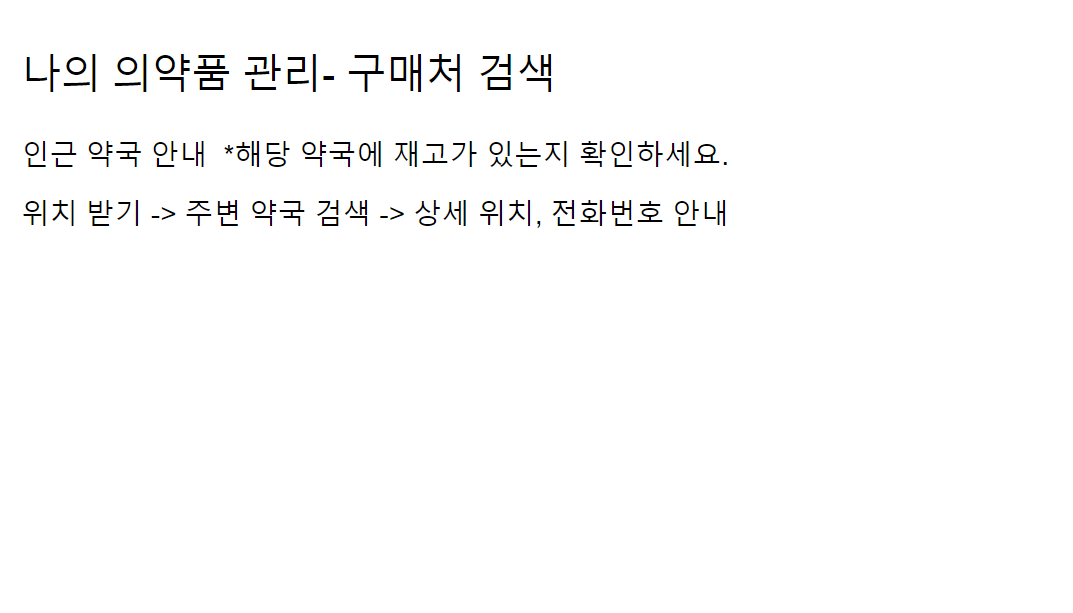 나의 의약품 관리- 구매처 검색
인근 약국 안내 *해당 약국에 재고가 있는지 확인하세요.
위치 받기 -> 주변 약국 검색 -> 상세 위치, 전화번호 안내